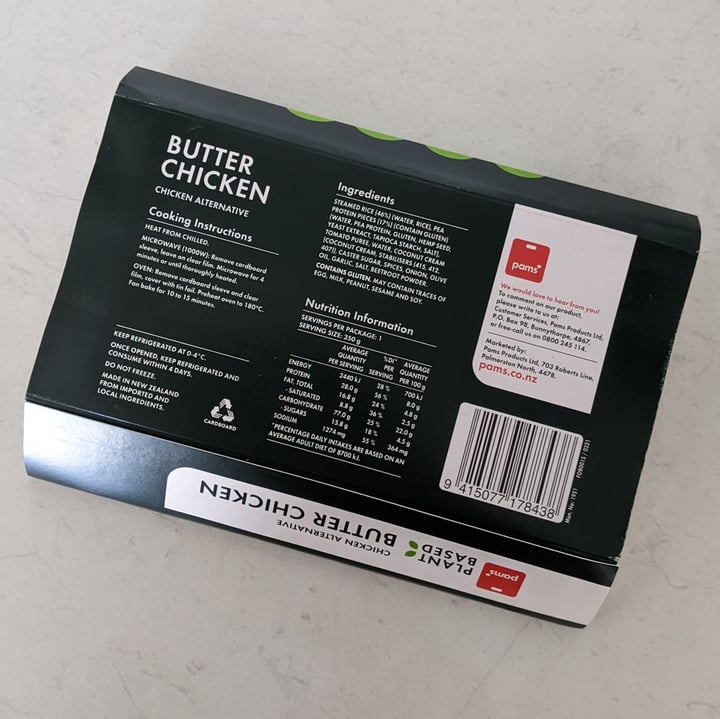 BUTTER
CHICKEN
CHICKEN ALTERNATIVE
Cooking Instructions
HEAT FROM CHILLED.
MICROWAVE (1000W): Remove cardboard
sleeve, leave on clear film. Microwave for 4
minutes or until thoroughly heated.
OVEN: Remove cardboard sleeve and clear
film, cover with tin foil. Preheat oven to 180°C.
Fan bake for 10 to 15 minutes.
KEEP REFRIGERATED AT 0-4°C.
ONCE OPENED, KEEP REFRIGERATED AND
CONSUME WITHIN 4 DAYS.
DO NOT FREEZE.
MADE IN NEW ZEALAND
FROM IMPORTED AND
LOCAL INGREDIENTS.
CARDBOARD
Ingredients
STEAMED RICE (46%) [WATER, RICE], PEA
PROTEIN PIECES (17%) [CONTAIN GLUTEN]
(WATER, PEA PROTEIN, GLUTEN, HEMP SEED,
YEAST EXTRACT, TAPIOCA STARCH, SALT),
TOMATO PUREE, WATER, COCONUT CREAM
[COCONUT CREAM, STABILISERS (415, 412,
407)], CASTER SUGAR, SPICES, ONION, OLIVE
OIL, GARLIC, SALT, BEETROOT POWDER.
CONTAINS GLUTEN. MAY CONTAIN TRACES OF
EGG, MILK, PEANUT, SESAME AND SOY.
Nutrition Information
SERVINGS PER PACKAGE: 1
SERVING SIZE: 350 g
AVERAGE QUANTITY PER SERVING %DI* PER SERVING AVERAGE QUANTITY PER 100 g
ENERGY 2440 kJ 28 % 700 kJ
PROTEIN 28.0 g 56 % 8.0 g
FAT, TOTAL 16.8 g 24 % 4.8 g
- SATURATED 8.8 g 36 % 2.5 g
CARBOHYDRATE 77.0 g 25 % 22.0 g
- SUGARS 15.8 g 18 % 4.5 g
SODIUM 1274 mg 55 % 364 mg
*PERCENTAGE DAILY INTAKES ARE BASED ON AN
AVERAGE ADULT DIET OF 8700 kJ.
pams
We would love to hear from you!
To comment on our product,
please write to us at:
Customer Services, Pams Products Ltd,
P.O. Box 98, Bunnythorpe, 4867,
or free-call us on 0800 245 114.
Marketed by:
Pams Products Ltd, 703 Roberts Line,
Palmerston North, 4478.
pams.co.nz
9 415077 178438
Man. No: 1951 FOB0015 / 0321
pams
PLANT
BASED
CHICKEN ALTERNATIVE
BUTTER CHICKEN